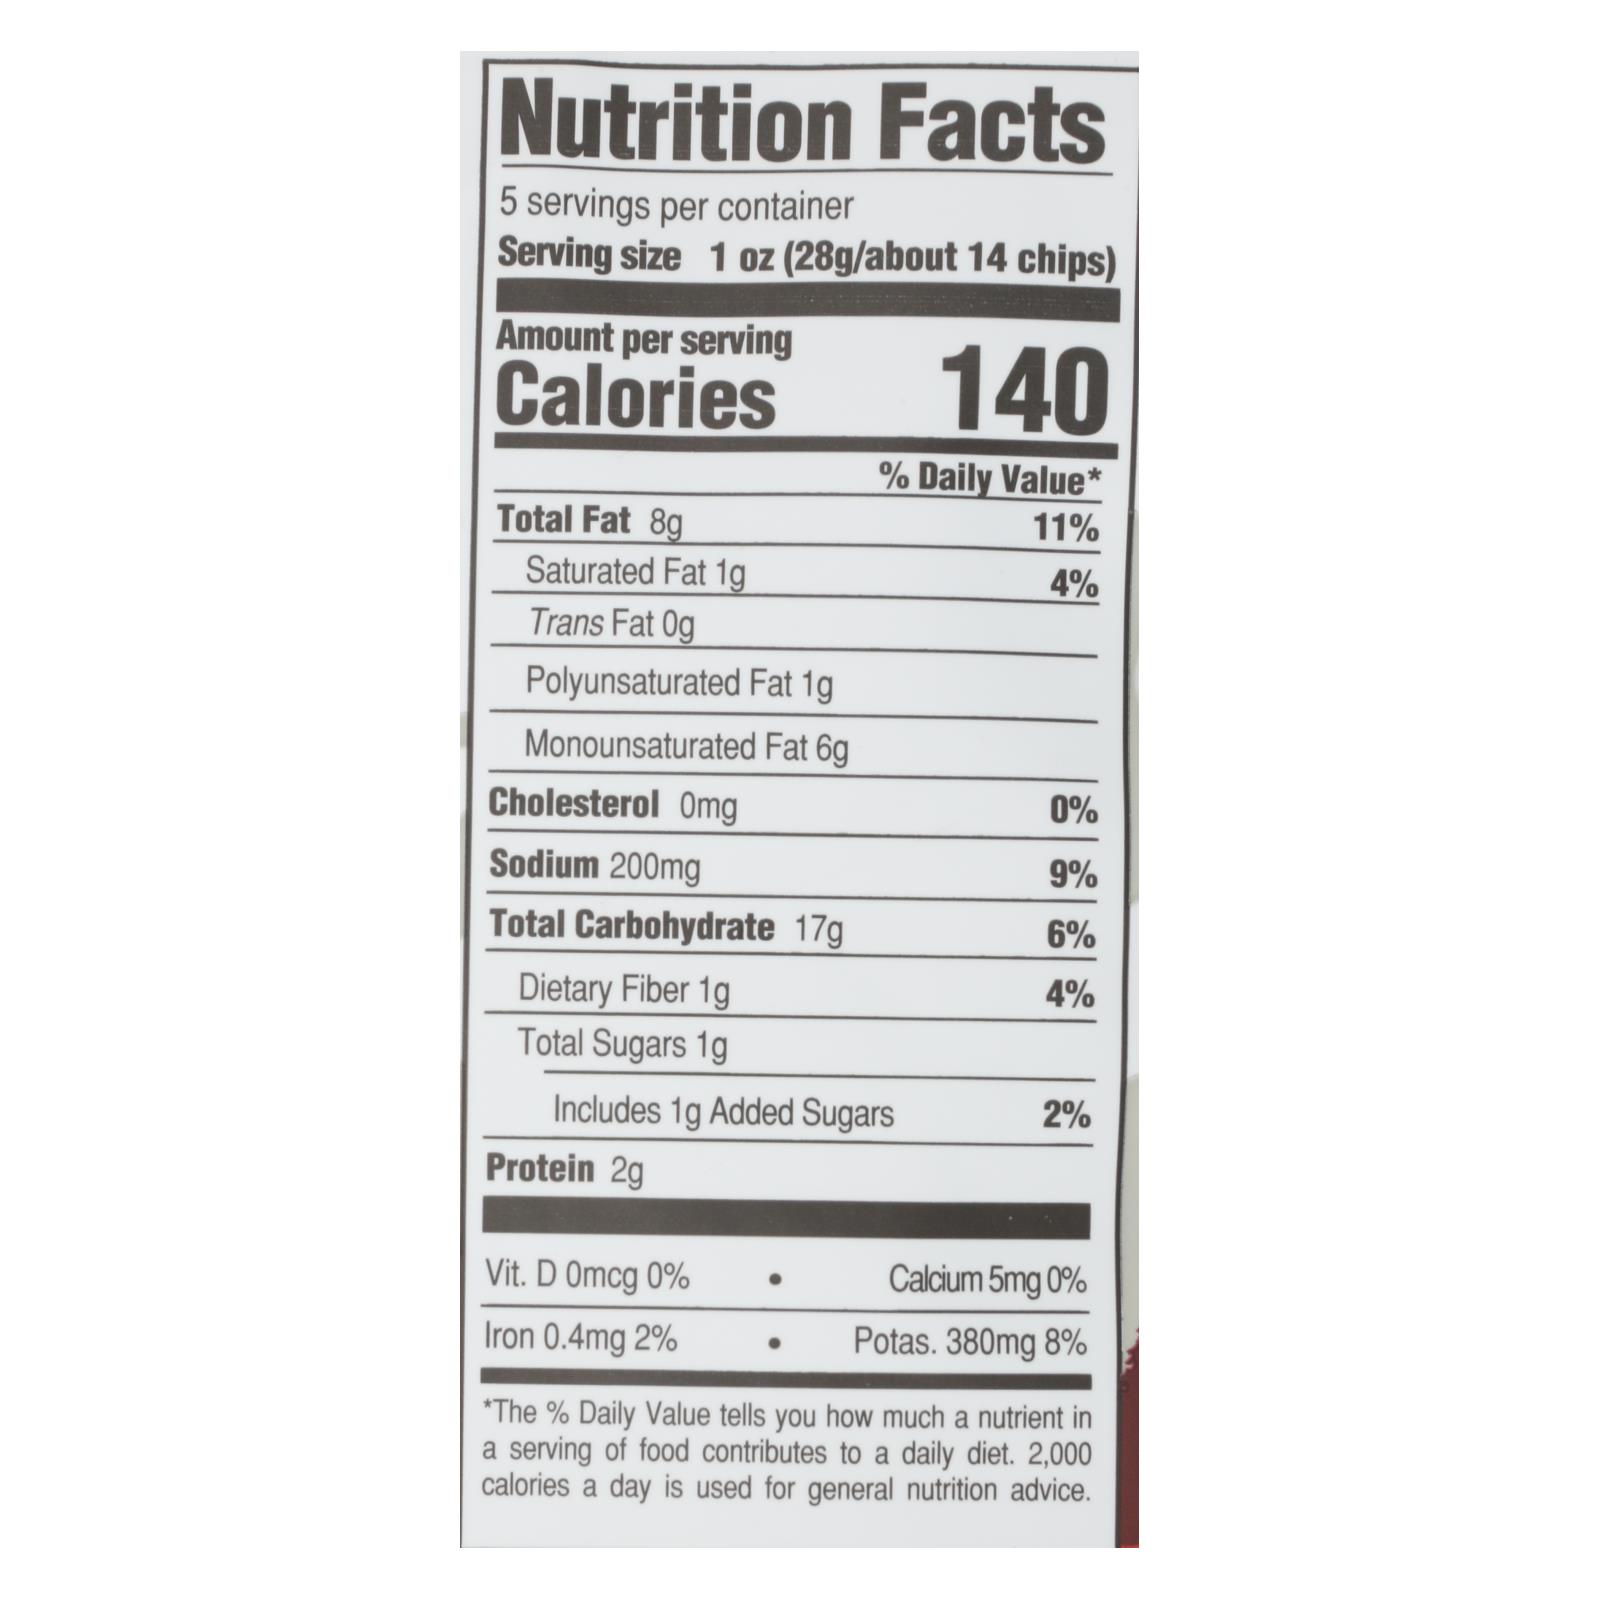 Nutrition Facts
5 servings per container
Serving size 1 oz (28g/about 14 chips)
Amount per serving
Calories 140
% Daily Value*
Total Fat 8g 11%
Saturated Fat 1g 4%
Trans Fat 0g
Polyunsaturated Fat 1g
Monounsaturated Fat 6g
Cholesterol 0mg 0%
Sodium 200mg 9%
Total Carbohydrate 17g 6%
Dietary Fiber 1g 4%
Total Sugars 1g
Includes 1g Added Sugars 2%
Protein 2g
Vit. D 0mcg 0% • Calcium 5mg 0%
Iron 0.4mg 2% • Potas. 380mg 8%
*The % Daily Value tells you how much a nutrient in
a serving of food contributes to a daily diet. 2,000
calories a day is used for general nutrition advice.